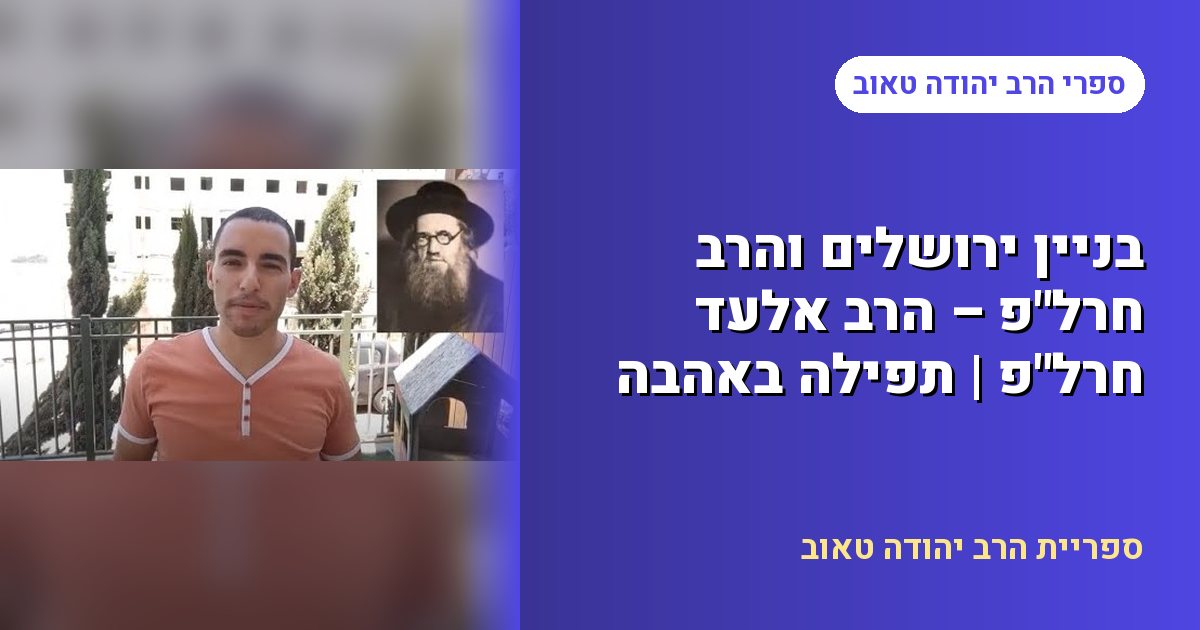 ספרי הרב יהודה טאוב
בניין ירושלים והרב
חרל"פ – הרב אלעד
חרל"פ | תפילה באהבה
ספריית הרב יהודה טאוב